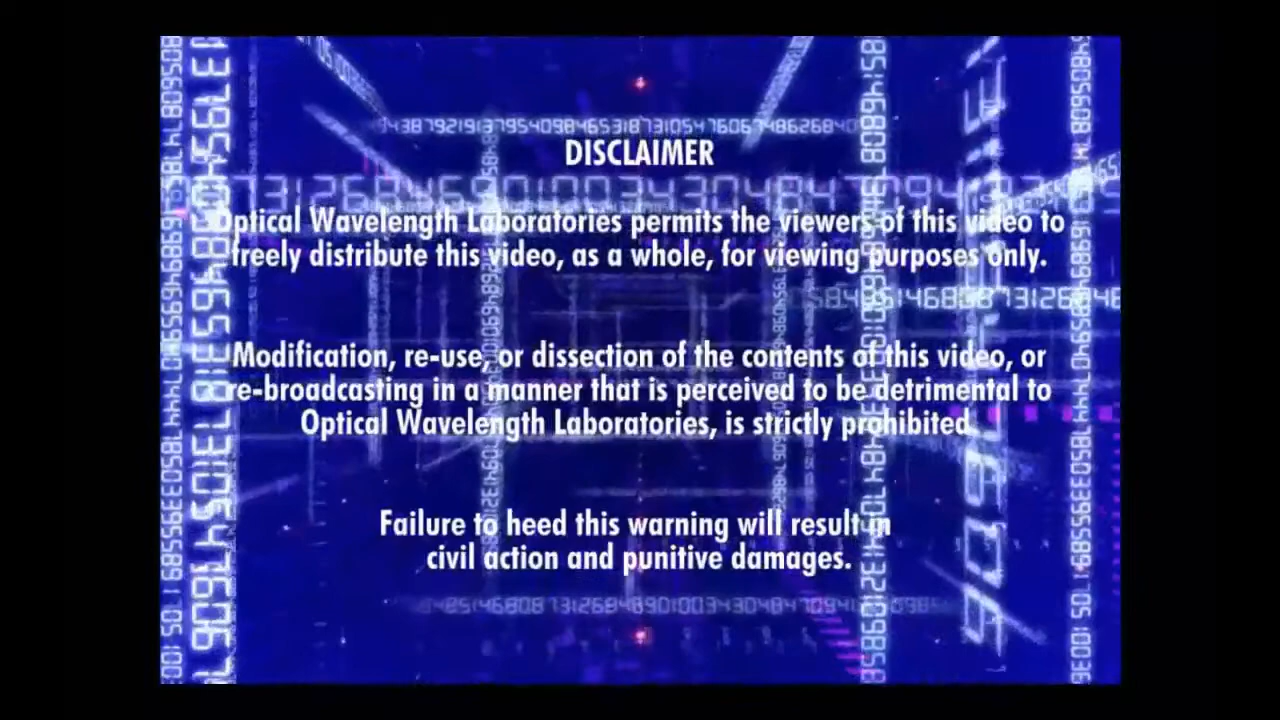 DISCLAIMER
Optical Wavelength Laboratories permits the viewers of this video to
freely distribute this video, as a whole, for viewing purposes only.
Modification, re-use, or dissection of the contents of this video, or
re-broadcasting in a manner that is perceived to be detrimental to
Optical Wavelength Laboratories, is strictly prohibited.
Failure to heed this warning will result in
civil action and punitive damages.